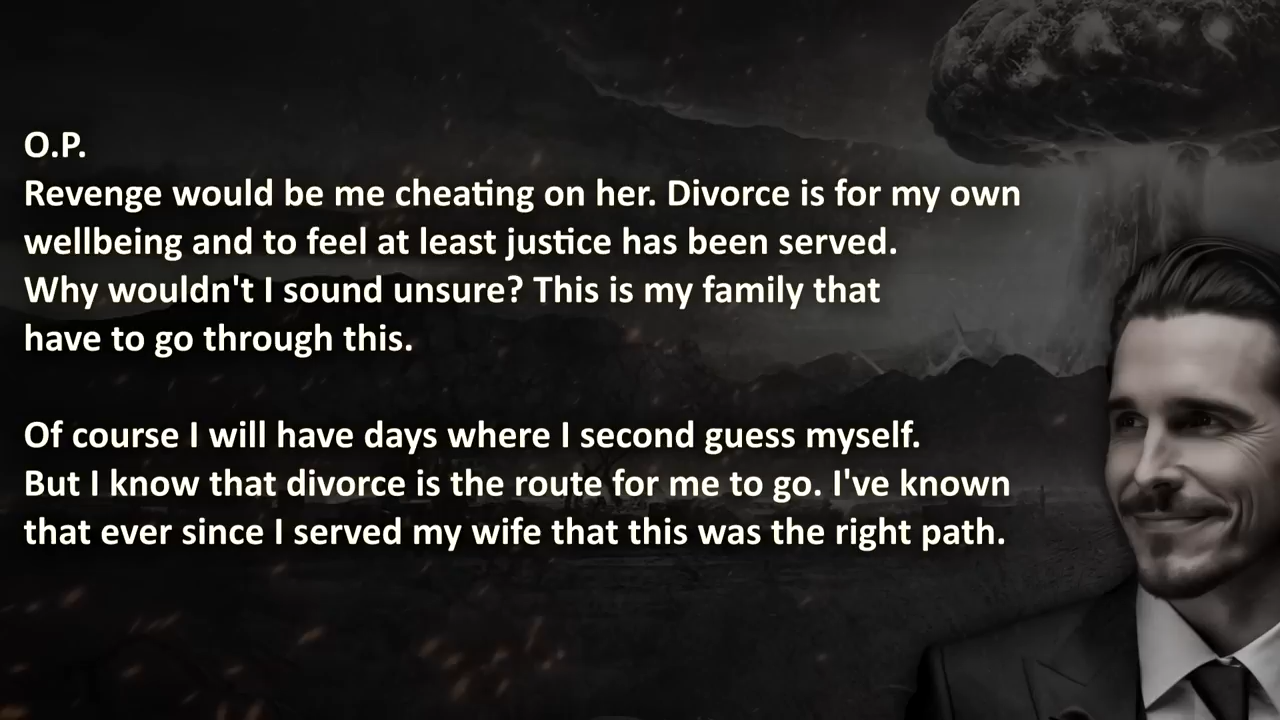 O.P.
Revenge would be me cheating on her. Divorce is for my own
wellbeing and to feel at least justice has been served.
Why wouldn't I sound unsure? This is my family that
have to go through this.
Of course I will have days where I second guess myself.
But I know that divorce is the route for me to go. I've known
that ever since I served my wife that this was the right path.